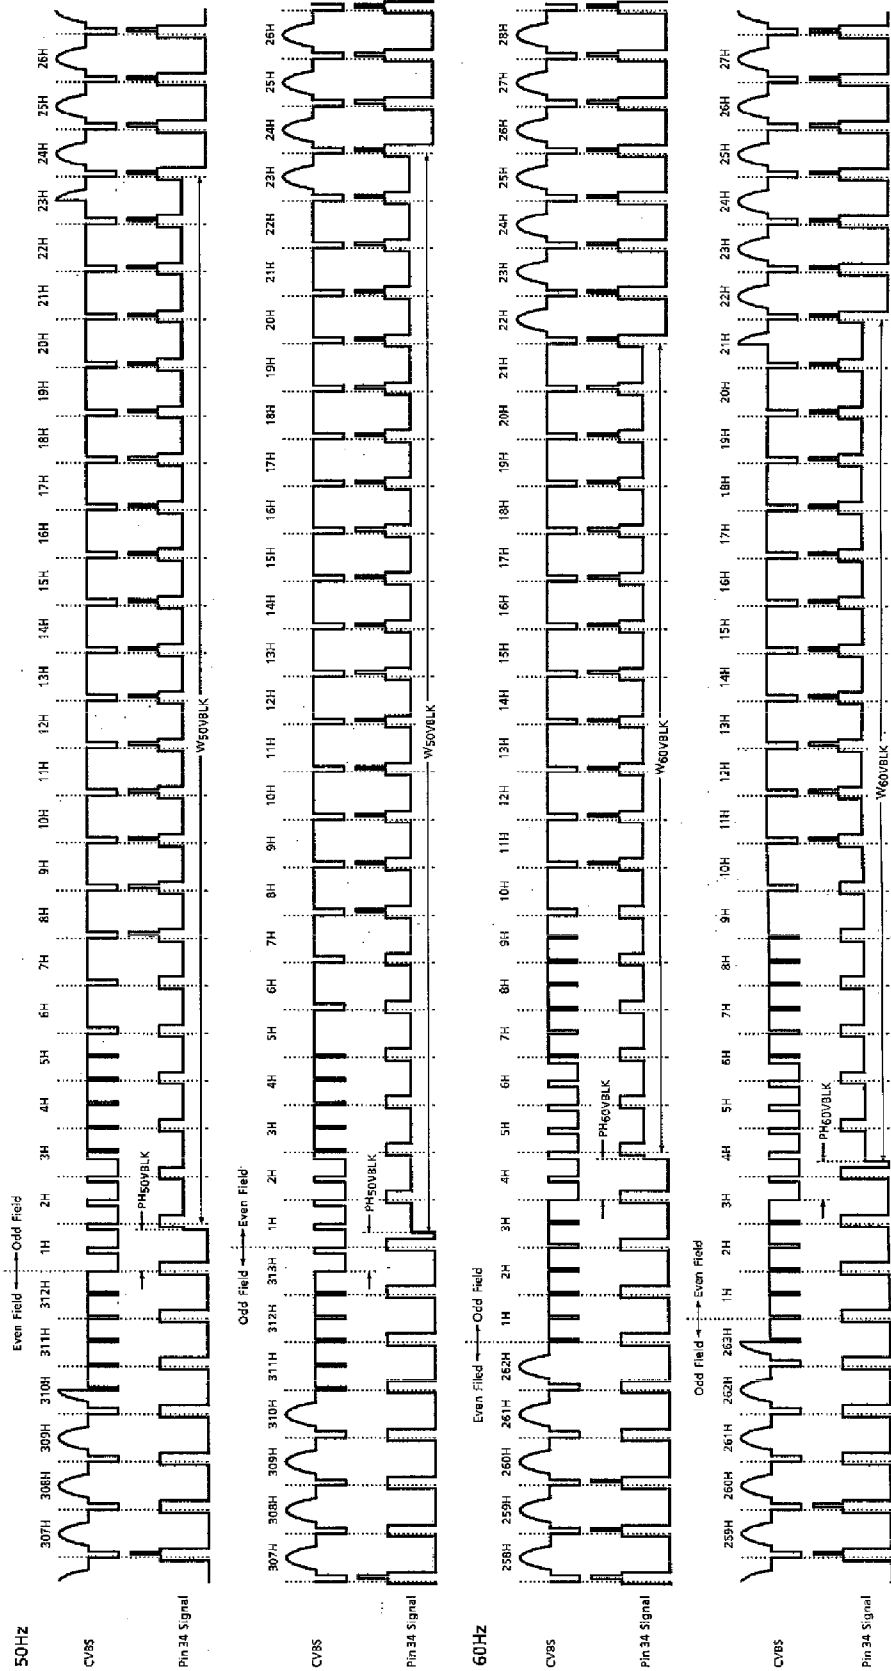 50Hz
Even Field Odd Field
307H 308H 309H 310H 311H 312H 1H 2H 3H 4H 5H 6H 7H 8H 9H 10H 11H 12H 13H 14H 15H 16H 17H 18H 19H 20H 21H 22H 23H 24H 25H 26H
CVBS
PH50VBLK
Pin 34 Signal
W50VBLK
Odd Field Even Field
307H 308H 309H 310H 311H 312H 313H 1H 2H 3H 4H 5H 6H 7H 8H 9H 10H 11H 12H 13H 14H 15H 16H 17H 18H 19H 20H 21H 22H 23H 24H 25H 26H
CVBS
PH50VBLK
Pin 34 Signal
W50VBLK
60Hz
Even Filed Odd Field
258H 259H 260H 261H 262H 1H 2H 3H 4H 5H 6H 7H 8H 9H 10H 11H 12H 13H 14H 15H 16H 17H 18H 19H 20H 21H 22H 23H 24H 25H 26H 27H 28H
CVBS
PH60VBLK
Pin 34 Signal
W60VBLK
Odd Field Even Field
259H 260H 261H 262H 263H 1H 2H 3H 4H 5H 6H 7H 8H 9H 10H 11H 12H 13H 14H 15H 16H 17H 18H 19H 20H 21H 22H 23H 24H 25H 26H 27H
CVBS
PH60VBLK
Pin 34 Signal
W60VBLK